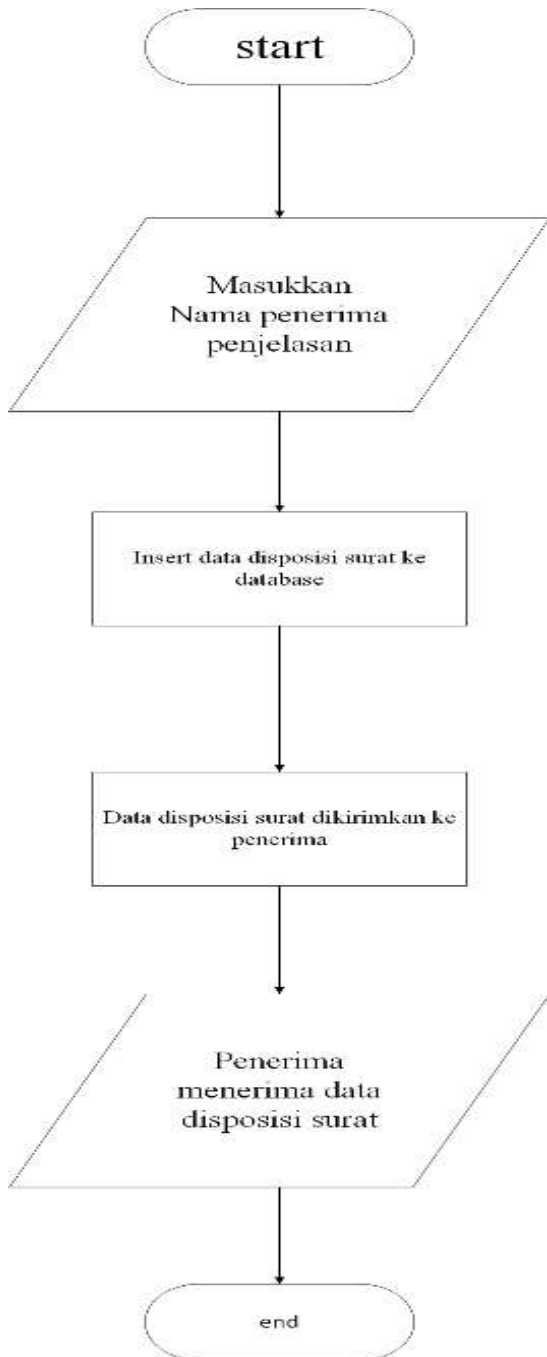 start
Masukkan
Nama penerima
penjelasan
Insert data disposisi surat ke
database
Data disposisi surat dikirimkan ke
penerima
Penerima
menerima data
disposisi surat
end